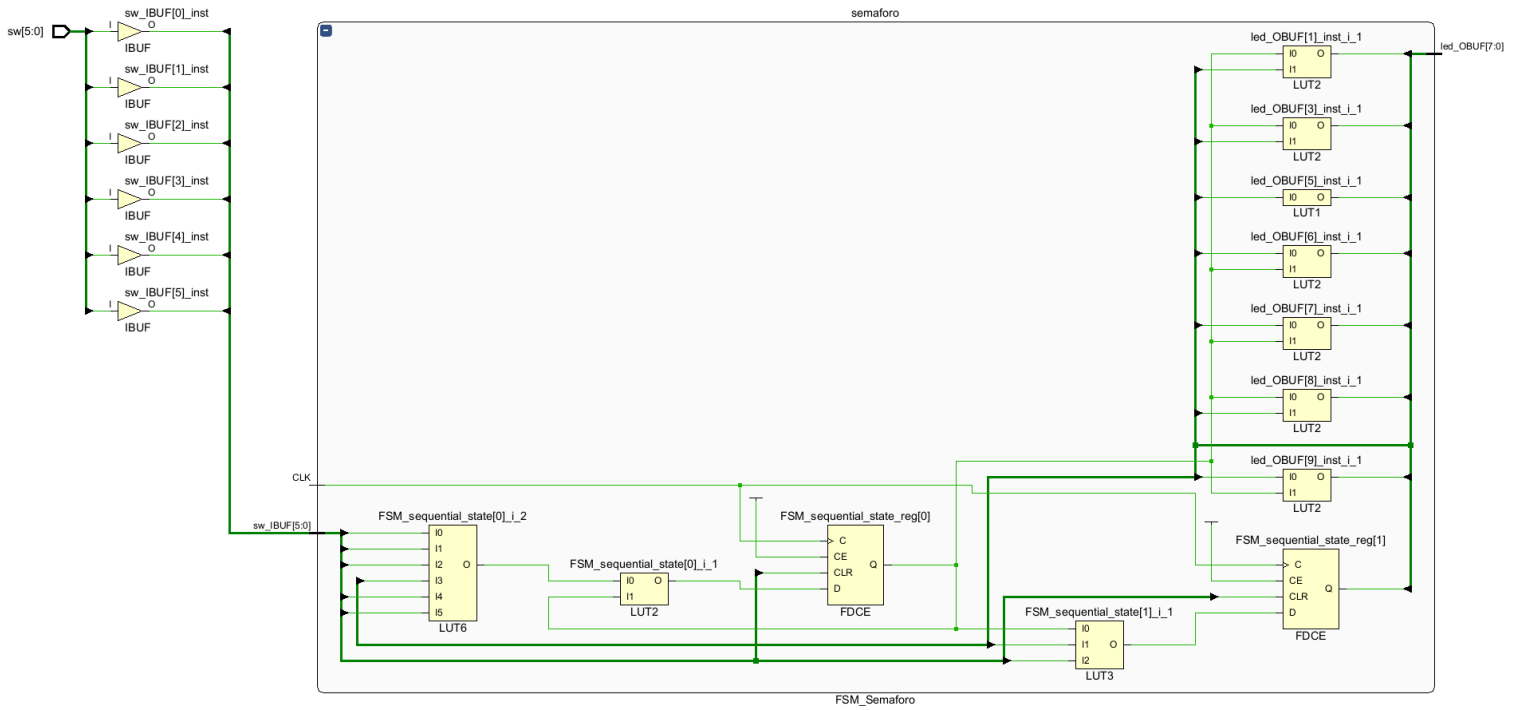 sw[5:0]
sw_IBUF[0]_inst
I
O
IBUF
sw_IBUF[1]_inst
I
O
IBUF
sw_IBUF[2]_inst
I
O
IBUF
sw_IBUF[3]_inst
I
O
IBUF
sw_IBUF[4]_inst
I
O
IBUF
sw_IBUF[5]_inst
I
O
IBUF
semaforo
led_OBUF[1]_inst_i_1
I0 O
I1
LUT2
led_OBUF[7:0]
led_OBUF[3]_inst_i_1
I0 O
I1
LUT2
led_OBUF[5]_inst_i_1
I0 O
LUT1
led_OBUF[6]_inst_i_1
I0 O
I1
LUT2
led_OBUF[7]_inst_i_1
I0 O
I1
LUT2
led_OBUF[8]_inst_i_1
I0 O
I1
LUT2
led_OBUF[9]_inst_i_1
I0 O
I1
LUT2
CLK
sw_IBUF[5:0]
FSM_sequential_state[0]_i_2
I0
I1
I2 O
I3
I4
I5
LUT6
FSM_sequential_state[0]_i_1
I0 O
I1
LUT2
FSM_sequential_state_reg[0]
C
CE
CLR Q
D
FDCE
FSM_sequential_state[1]_i_1
I0
I1 O
I2
LUT3
FSM_sequential_state_reg[1]
C
CE
CLR Q
D
FDCE
FSM_Semaforo